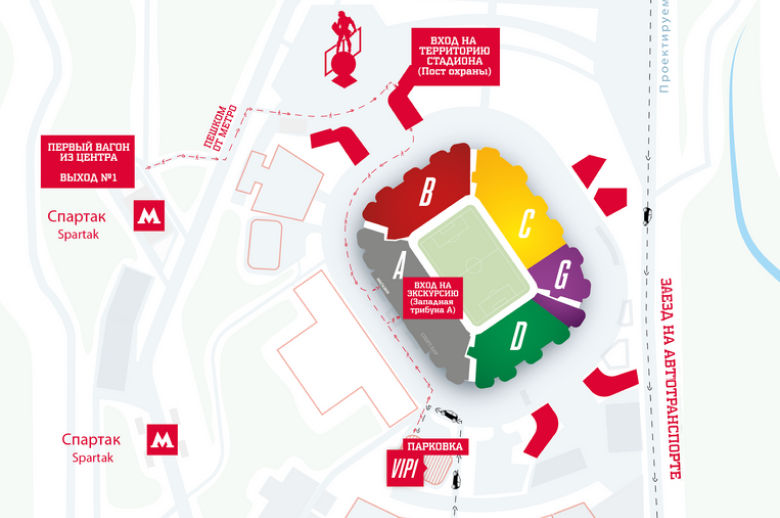 Проектируем
ВХОД НА
ТЕРРИТОРИЮ
СТАДИОНА
(Пост охраны)
ПЕШКОМ
ОТ МЕТРО
ПЕРВЫЙ ВАГОН
ИЗ ЦЕНТРА
ВЫХОД №1
Спартак
Spartak
М
B
C
A
G
D
ВХОД НА
ЭКСКУРСИЮ
(Западная
трибуна А)
ЗАЕЗД НА АВТОТРАНСПОРТЕ
Спартак
Spartak
М
ПАРКОВКА
VIP1